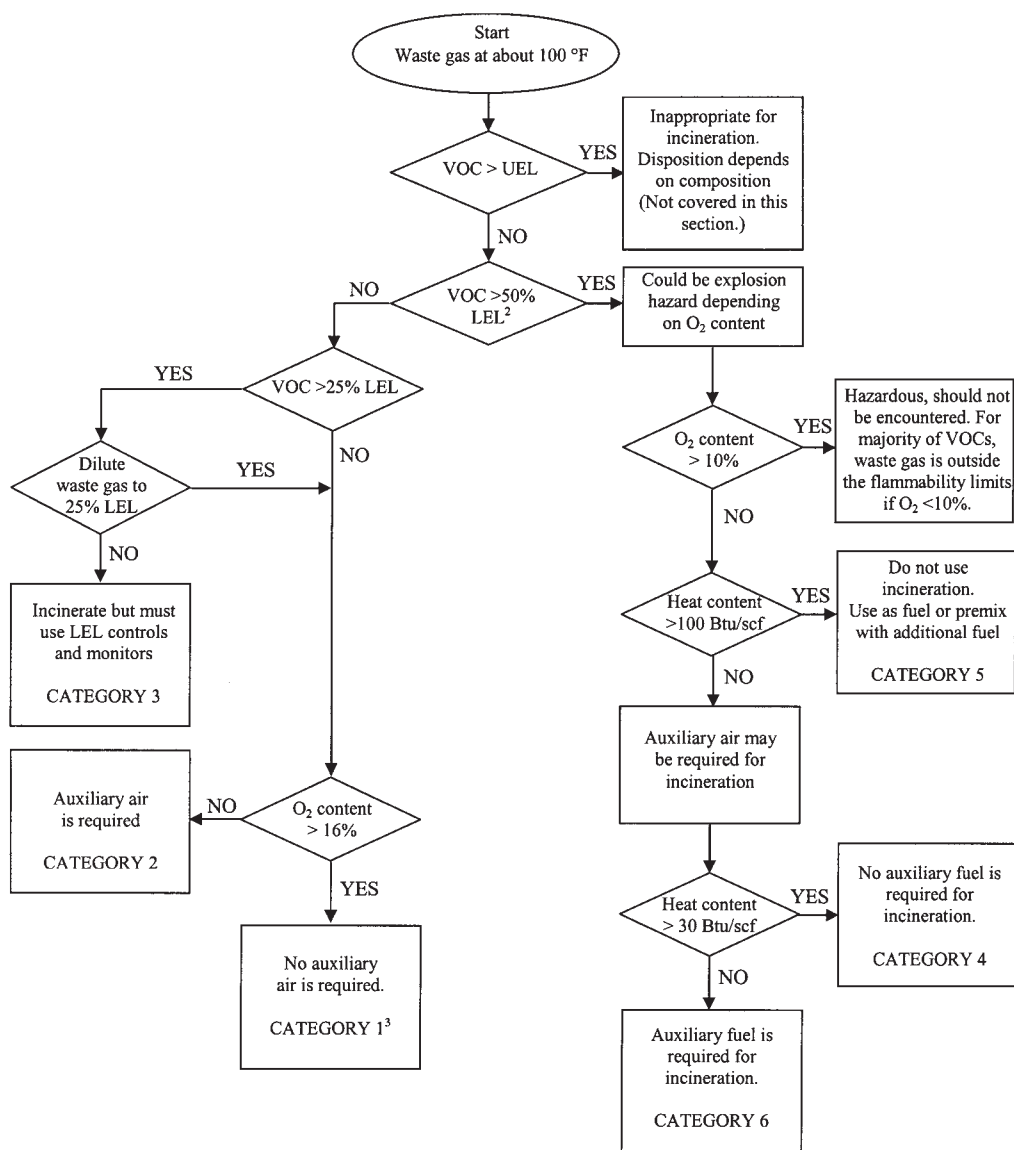 Start
Waste gas at about 100 °F
VOC > UEL
YES
Inappropriate for
incineration.
Disposition depends
on composition
(Not covered in this
section.)
NO
VOC >50%
LEL²
YES
Could be explosion
hazard depending
on O₂ content
NO
VOC >25% LEL
YES
NO
Dilute
waste gas to
25% LEL
YES
NO
Incinerate but must
use LEL controls
and monitors
CATEGORY 3
O₂ content
> 16%
NO
Auxiliary air
is required
CATEGORY 2
YES
No auxiliary
air is required.
CATEGORY 1³
O₂ content
> 10%
YES
Hazardous, should not
be encountered. For
majority of VOCs,
waste gas is outside
the flammability limits
if O₂ <10%.
NO
Heat content
>100 Btu/scf
YES
Do not use
incineration.
Use as fuel or premix
with additional fuel
CATEGORY 5
NO
Auxiliary air may
be required for
incineration
Heat content
> 30 Btu/scf
YES
No auxiliary fuel is
required for
incineration.
CATEGORY 4
NO
Auxiliary fuel is
required for
incineration.
CATEGORY 6